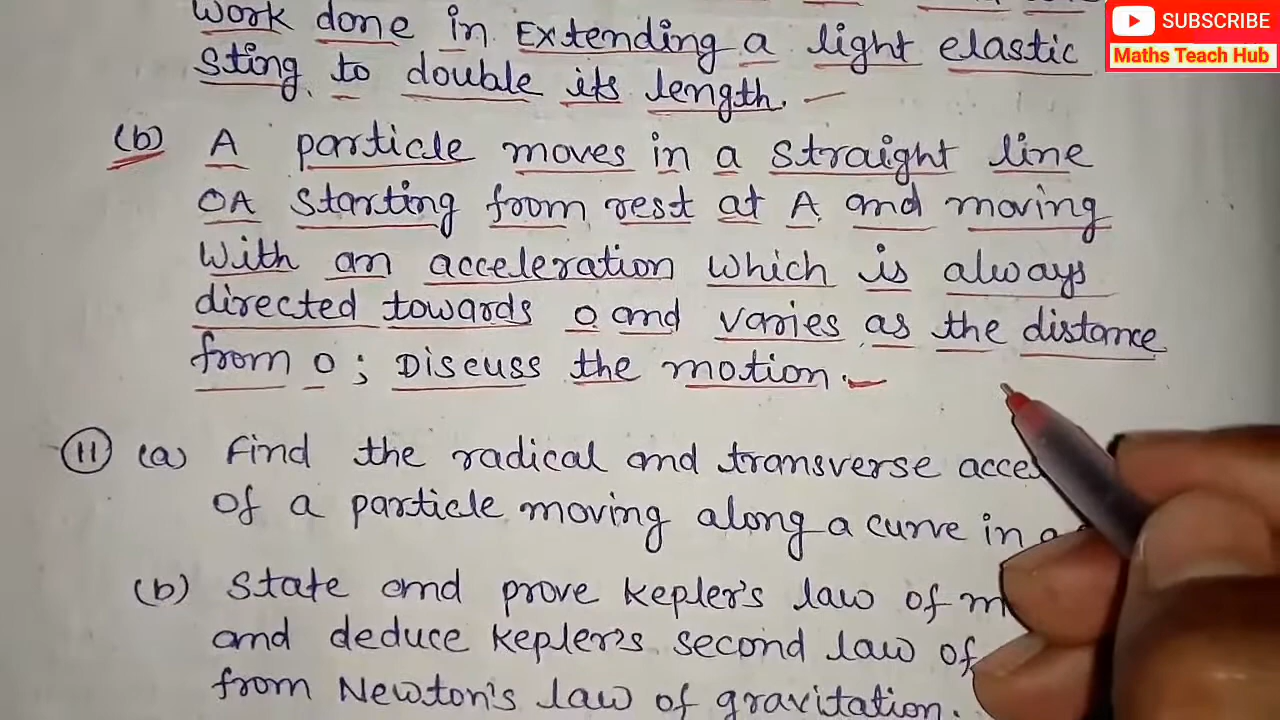 SUBSCRIBE
Maths Teach Hub
Work done in Extending a light elastic
Sting to double its length.
(b) A particle moves in a straight line
OA starting from rest at A and moving
With an acceleration which is always
directed towards o and varies as the distance
from o ; Discuss the motion.
(11) (a) Find the radical and transverse
of a particle moving along a curve in a
(b) State and prove Kepler's law of
and deduce Kepler's second law of
from Newton's law of gravitation.